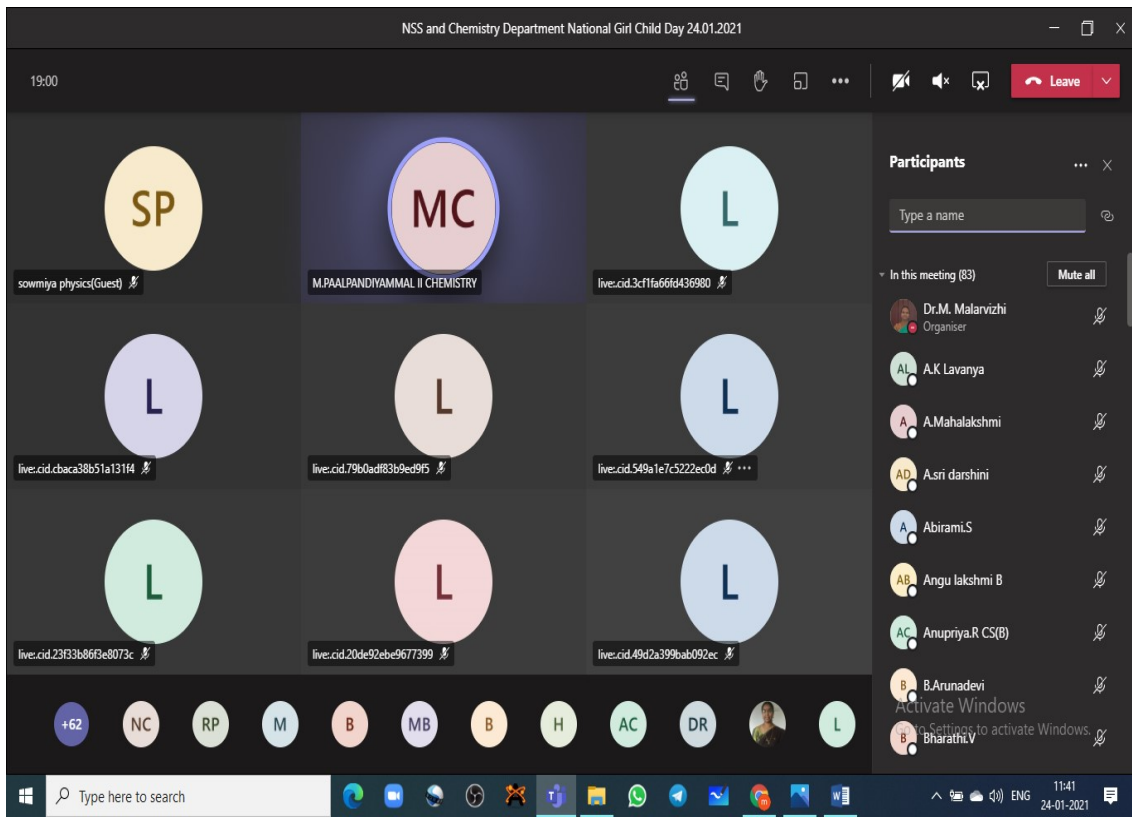 NSS and Chemistry Department National Girl Child Day 24.01.2021
19:00
Leave
SP
sowmiya physics(Guest)
MC
M.PAALPANDIYAMMAL II CHEMISTRY
L
live:.cid.3cf1fa66fd436980
L
live:.cid.cbaca38b51a131f4
L
live:.cid.79b0adf83b9ed9f5
L
live:.cid.549a1e7c5222ec0d
L
live:.cid.23f33b86f3e8073c
L
live:.cid.20de92ebe9677399
L
live:.cid.49d2a399bab092ec
+62 NC RP M B MB B H AC DR L
Participants
Type a name
In this meeting (83) Mute all
Dr.M. Malarvizhi
Organiser
AL A.K Lavanya
A A.Mahalakshmi
AD A.sri darshini
A Abirami.S
AB Angu lakshmi B
AC Anupriya.R CS(B)
B B.Arunadevi
B Bharathi.V
Activate Windows
Go to Settings to activate Windows.
Type here to search
ENG
11:41
24-01-2021